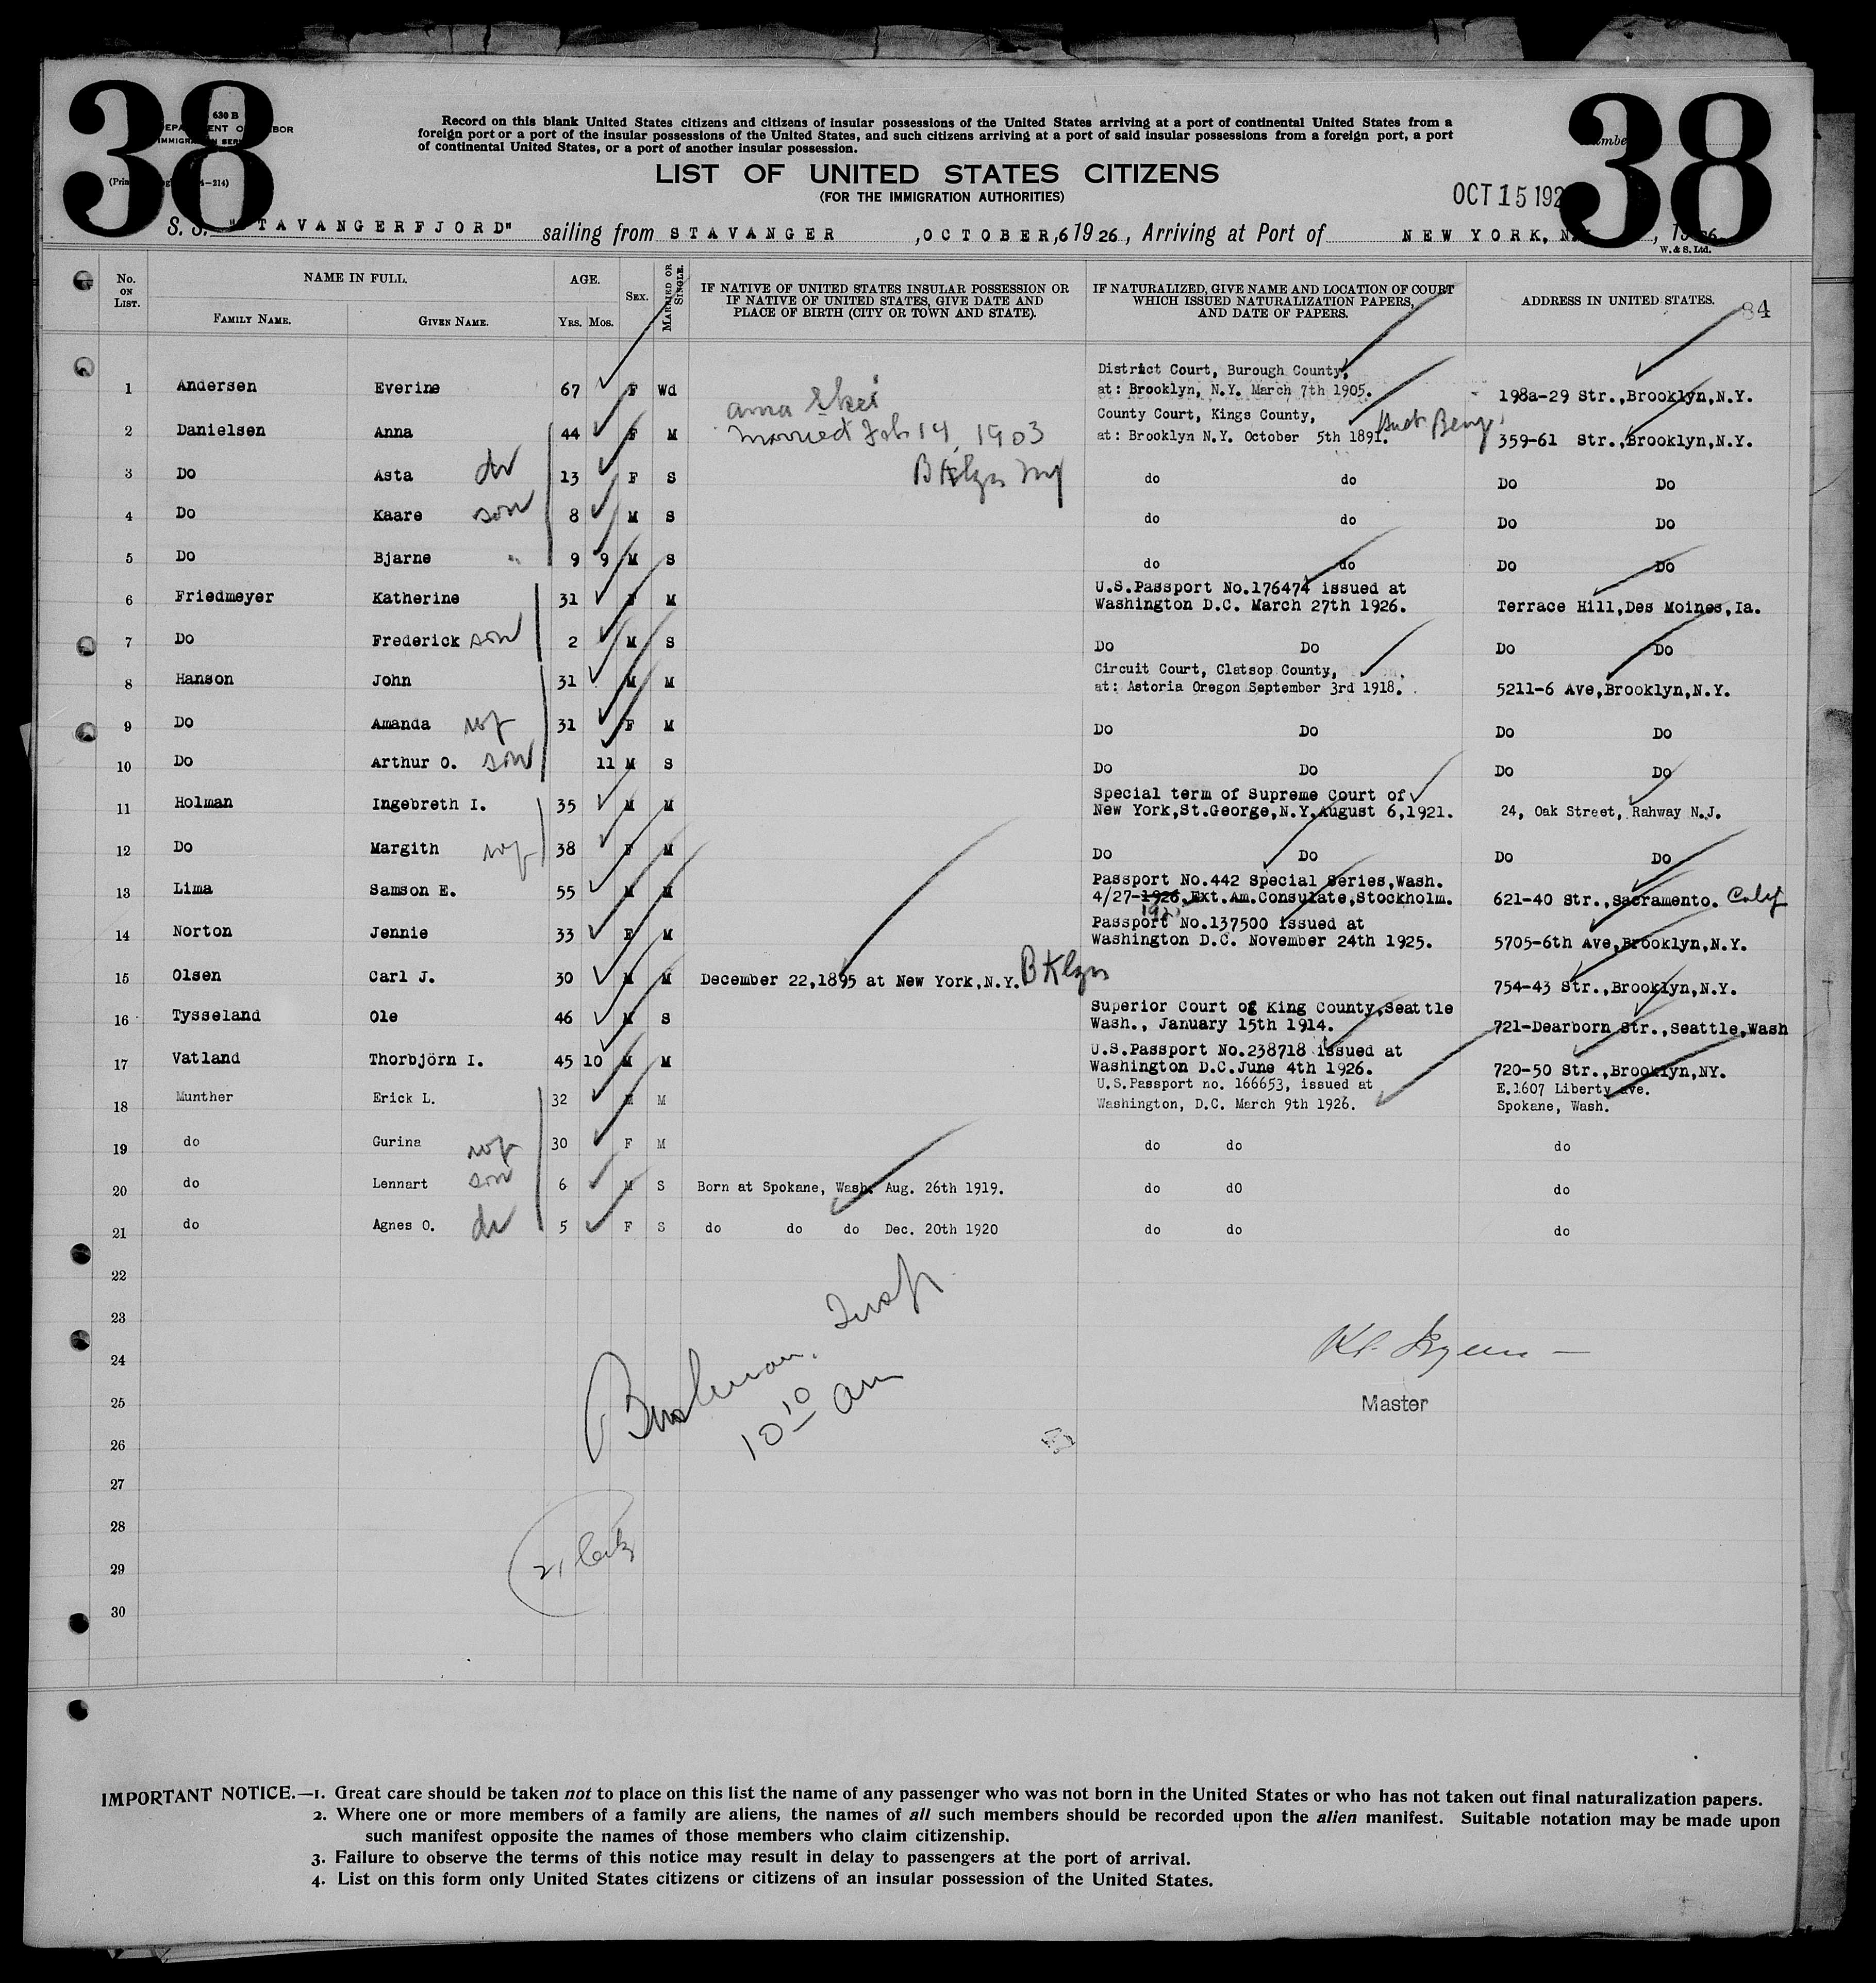 38
38
630 B
(FOR THE IMMIGRATION AUTHORITIES)
Record on this blank United States citizens and citizens of insular possessions of the United States arriving at a port of continental United States from a
foreign port or a port of the insular possessions of the United States, and such citizens arriving at a port of said insular possessions from a foreign port, a port
of continental United States, or a port of another insular possession.
LIST OF UNITED STATES CITIZENS
OCT 15 192
S. S. "STAVANGERFJORD" sailing from STAVANGER ,OCTOBER,6 1926, Arriving at Port of NEW YORK, N.Y. , 1926
W. & S. Ltd.
No. ON LIST. NAME IN FULL. AGE. SEX. MARRIED OR SINGLE. IF NATIVE OF UNITED STATES INSULAR POSSESSION OR IF NATIVE OF UNITED STATES, GIVE DATE AND PLACE OF BIRTH (CITY OR TOWN AND STATE). IF NATURALIZED, GIVE NAME AND LOCATION OF COURT WHICH ISSUED NATURALIZATION PAPERS, AND DATE OF PAPERS. ADDRESS IN UNITED STATES.
FAMILY NAME. GIVEN NAME. YRS. MOS.
84
1 Andersen Everine 67 F Wd District Court, Burough County, at: Brooklyn, N.Y. March 7th 1905. 198a-29 Str.,Brooklyn,N.Y.
2 Danielsen Anna 44 F M married Feb 14, 1903 County Court, Kings County, at: Brooklyn N.Y. October 5th 1891. 359-61 Str.,Brooklyn,N.Y.
3 Do Asta 13 F S BKlyn NY do do Do Do
4 Do Kaare son 8 M S do do Do Do
5 Do Bjarne " 9 9 M S do do Do Do
6 Friedmeyer Katherine 31 F M U.S.Passport No.176474 issued at Washington D.C. March 27th 1926. Terrace Hill,Des Moines,Ia.
7 Do Frederick son 2 M S Do Do Do Do
8 Hanson John 31 M M Circuit Court, Clatsop County, at: Astoria Oregon September 3rd 1918. 5211-6 Ave,Brooklyn,N.Y.
9 Do Amanda wf 31 F M Do Do Do Do
10 Do Arthur O. son 11 M S Do Do Do Do
11 Holman Ingebreth I. 35 M M Special term of Supreme Court of New York,St.George,N.Y.August 6,1921. 24, Oak Street, Rahway N.J.
12 Do Margith wf 38 F M Do Do Do Do
13 Lima Samson E. 55 M M Passport No.442 Special Series,Wash. 4/27-1926.Ext.Am.Consulate,Stockholm. 621-40 Str.,Sacramento. Calif
14 Norton Jennie 33 F M Passport No.137500 issued at Washington D.C. November 24th 1925. 5705-6th Ave,Brooklyn,N.Y.
15 Olsen Carl J. 30 M M December 22,1895 at New York,N.Y. BKlyn 754-43 Str.,Brooklyn,N.Y.
16 Tysseland Ole 46 M S Superior Court of King County,Seattle Wash., January 15th 1914. 721-Dearborn Str.,Seattle,Wash
17 Vatland Thorbjörn I. 45 10 M M U.S.Passport No.238718 issued at Washington D.C.June 4th 1926. 720-50 Str.,Brooklyn,NY.
18 Munther Erick L. 32 M M U.S.Passport no. 166653, issued at Washington, D.C. March 9th 1926. E.1607 Liberty ave. Spokane, Wash.
19 do Gurina wf 30 F M do do do
20 do Lennart son 6 M S Born at Spokane, Wash. Aug. 26th 1919. do dO do
21 do Agnes O. 5 F S do do do Dec. 20th 1920 do do do
22
23
24
25
26
27
28
29
30
Insp
10 10 am
Master
IMPORTANT NOTICE.—1. Great care should be taken not to place on this list the name of any passenger who was not born in the United States or who has not taken out final naturalization papers.
2. Where one or more members of a family are aliens, the names of all such members should be recorded upon the alien manifest. Suitable notation may be made upon
such manifest opposite the names of those members who claim citizenship.
3. Failure to observe the terms of this notice may result in delay to passengers at the port of arrival.
4. List on this form only United States citizens or citizens of an insular possession of the United States.